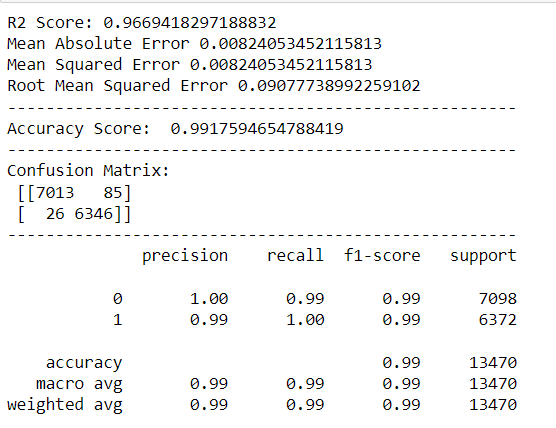 R2 Score: 0.9669418297188832
Mean Absolute Error 0.00824053452115813
Mean Squared Error 0.00824053452115813
Root Mean Squared Error 0.09077738992259102
-----------------------------------------------------
Accuracy Score:  0.9917594654788419
-----------------------------------------------------
Confusion Matrix:
 [[7013   85]
 [  26 6346]]
-----------------------------------------------------
              precision    recall  f1-score   support

           0       1.00      0.99      0.99      7098
           1       0.99      1.00      0.99      6372

    accuracy                           0.99     13470
   macro avg       0.99      0.99      0.99     13470
weighted avg       0.99      0.99      0.99     13470